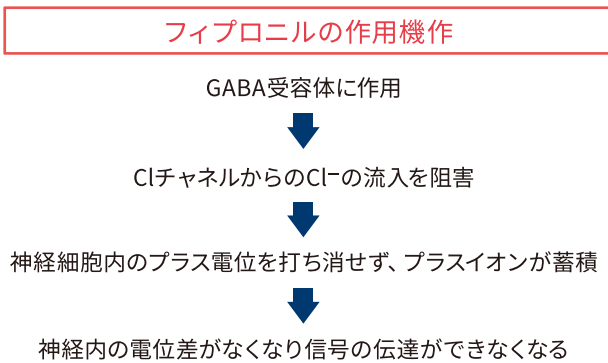 フィプロニルの作用機作
GABA受容体に作用
ClチャネルからのCl⁻の流入を阻害
神経細胞内のプラス電位を打ち消せず、プラスイオンが蓄積
神経内の電位差がなくなり信号の伝達ができなくなる